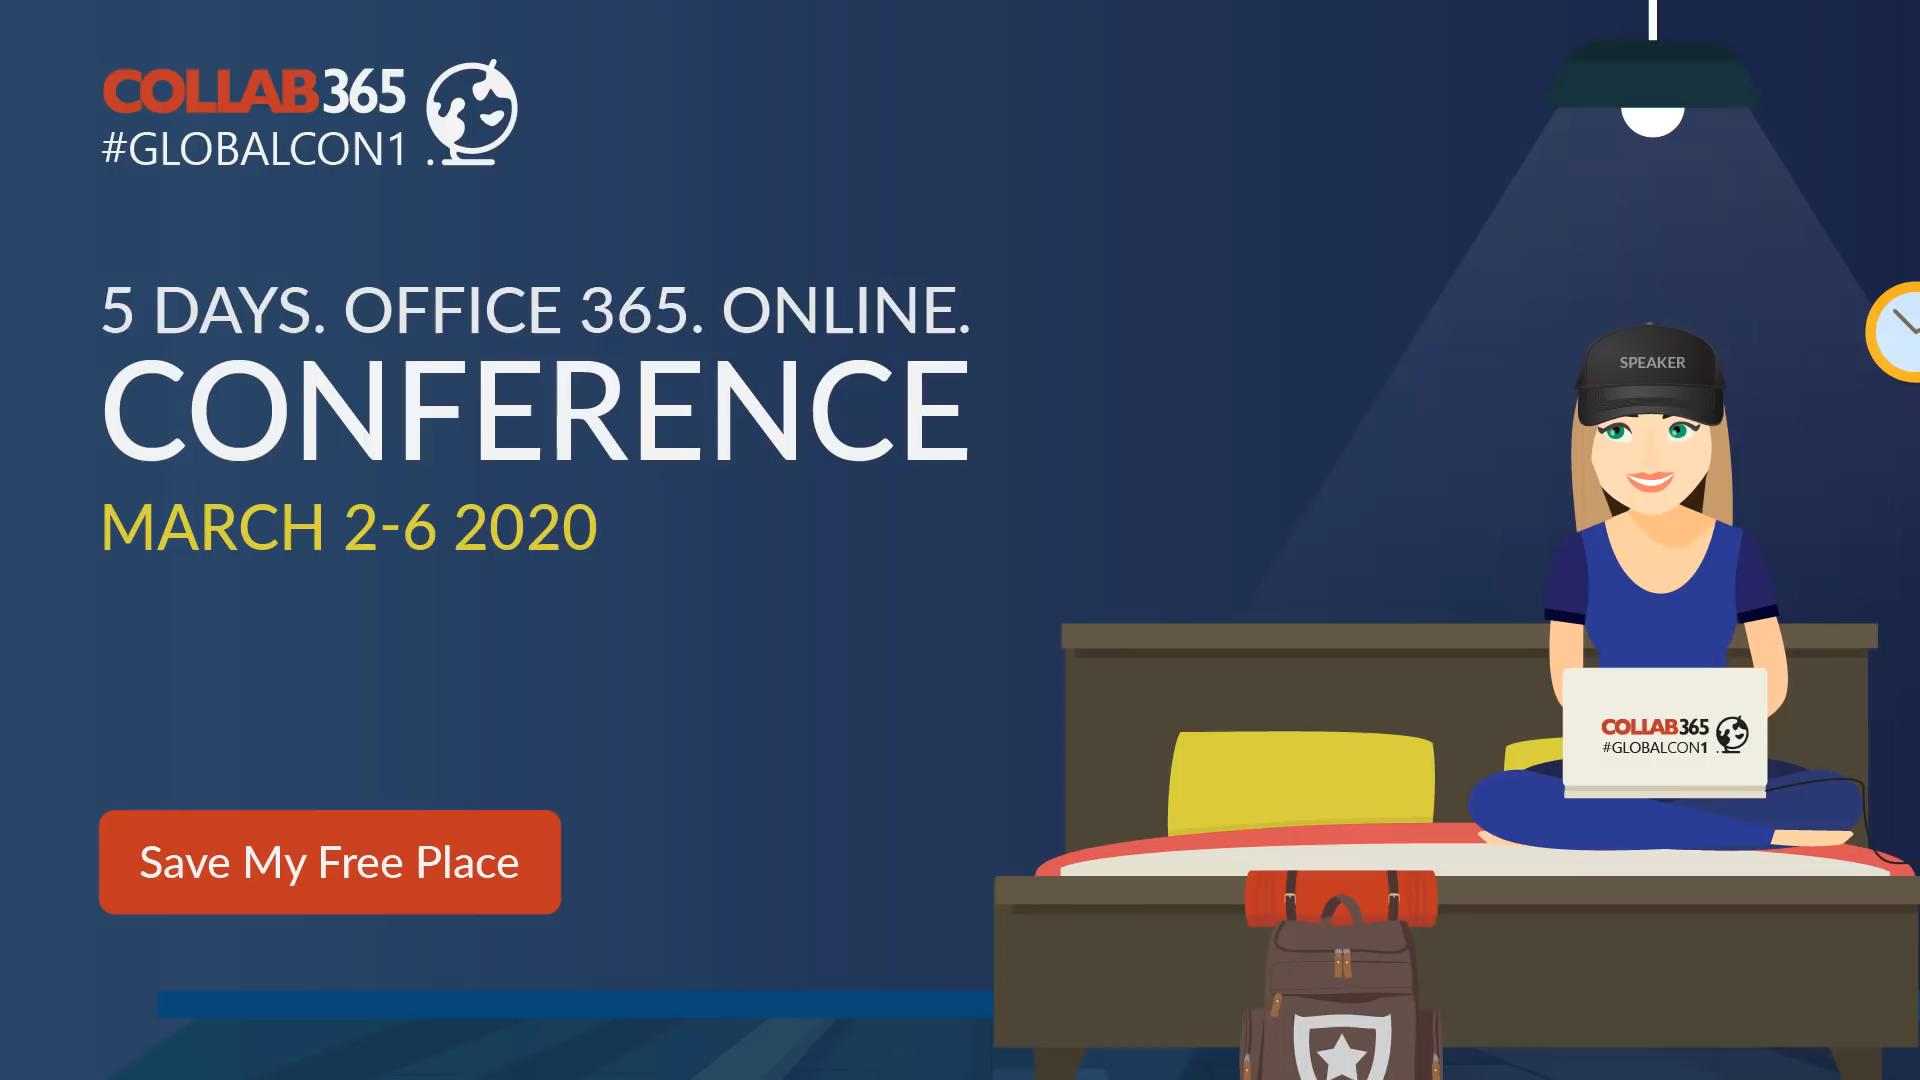 COLLAB365
#GLOBALCON1
5 DAYS. OFFICE 365. ONLINE.
CONFERENCE
MARCH 2-6 2020
Save My Free Place
SPEAKER
COLLAB365
#GLOBALCON1